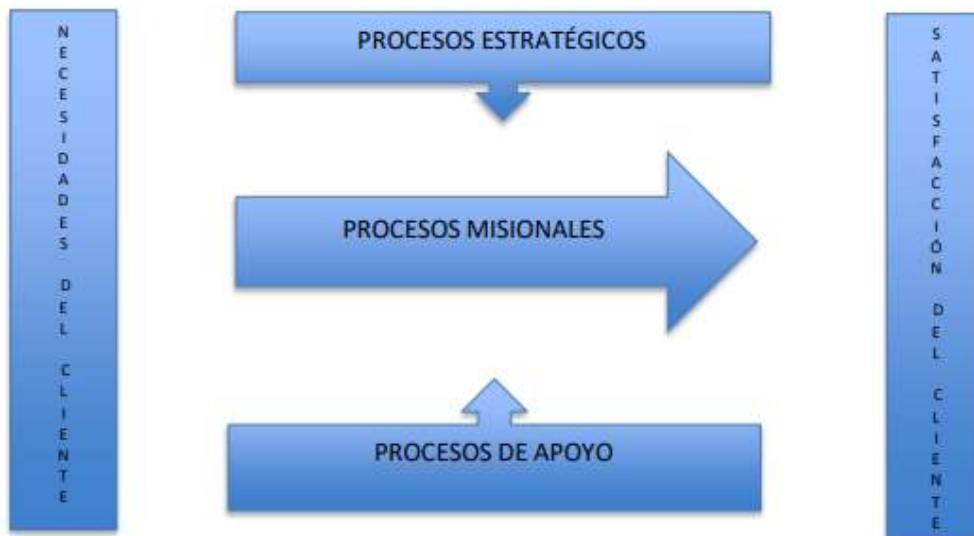 NECESIDADES DEL CLIENTE
PROCESOS ESTRATÉGICOS
PROCESOS MISIONALES
PROCESOS DE APOYO
SATISFACCIÓN DEL CLIENTE